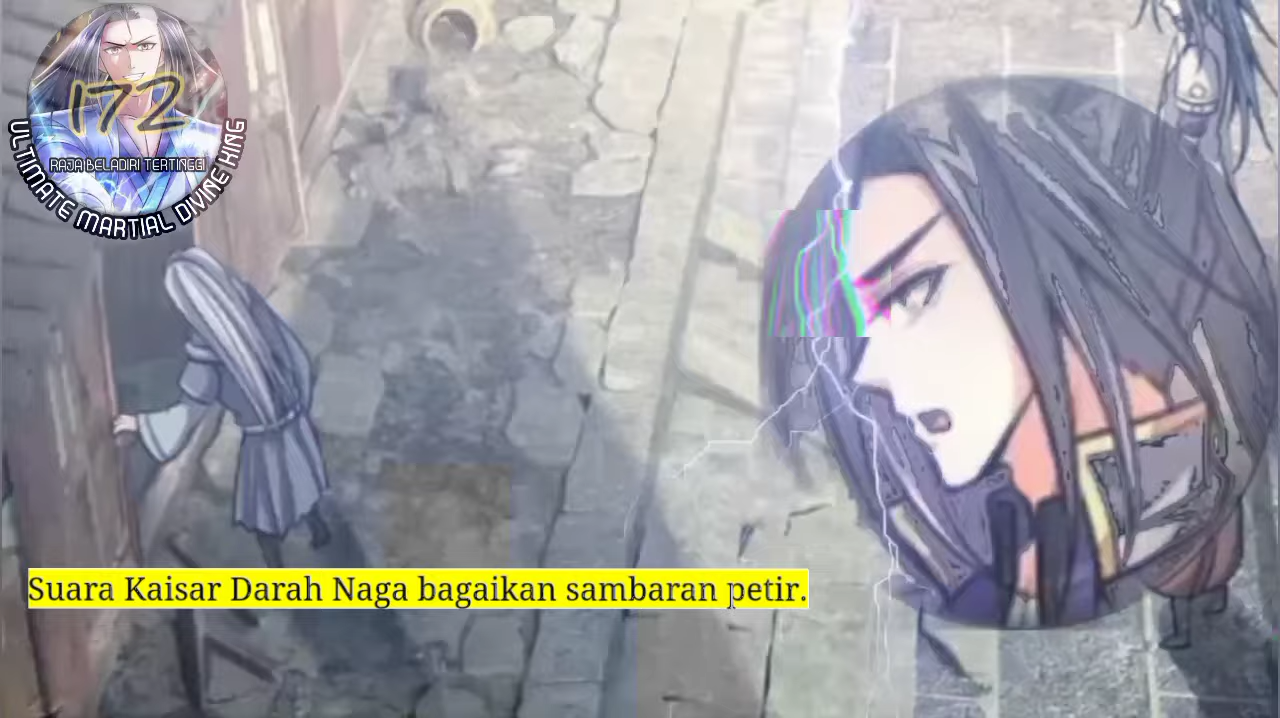 172
RAJA BELADIRI TERTINGGI
ULTIMATE MARTIAL DIVINE KING
Suara Kaisar Darah Naga bagaikan sambaran petir.